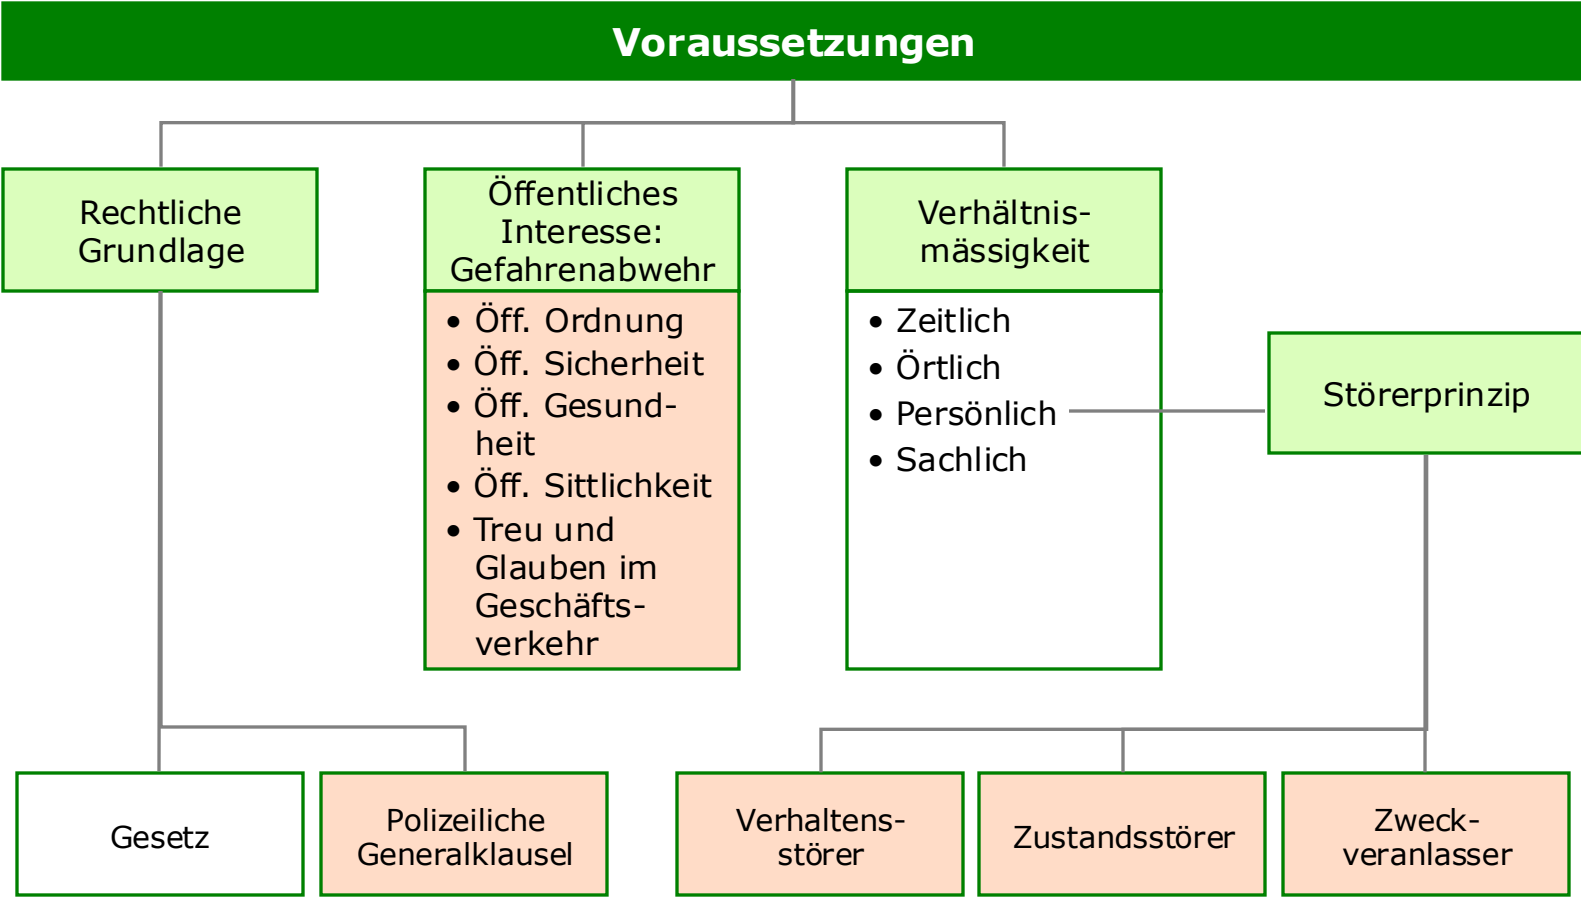 Voraussetzungen
Rechtliche
Grundlage
Öffentliches
Interesse:
Gefahrenabwehr
• Öff. Ordnung
• Öff. Sicherheit
• Öff. Gesund-
heit
• Öff. Sittlichkeit
• Treu und
Glauben im
Geschäfts-
verkehr
Verhältnis-
mässigkeit
• Zeitlich
• Örtlich
• Persönlich
• Sachlich
Störerprinzip
Gesetz
Polizeiliche
Generalklausel
Verhaltens-
störer
Zustandsstörer
Zweck-
veranlasser